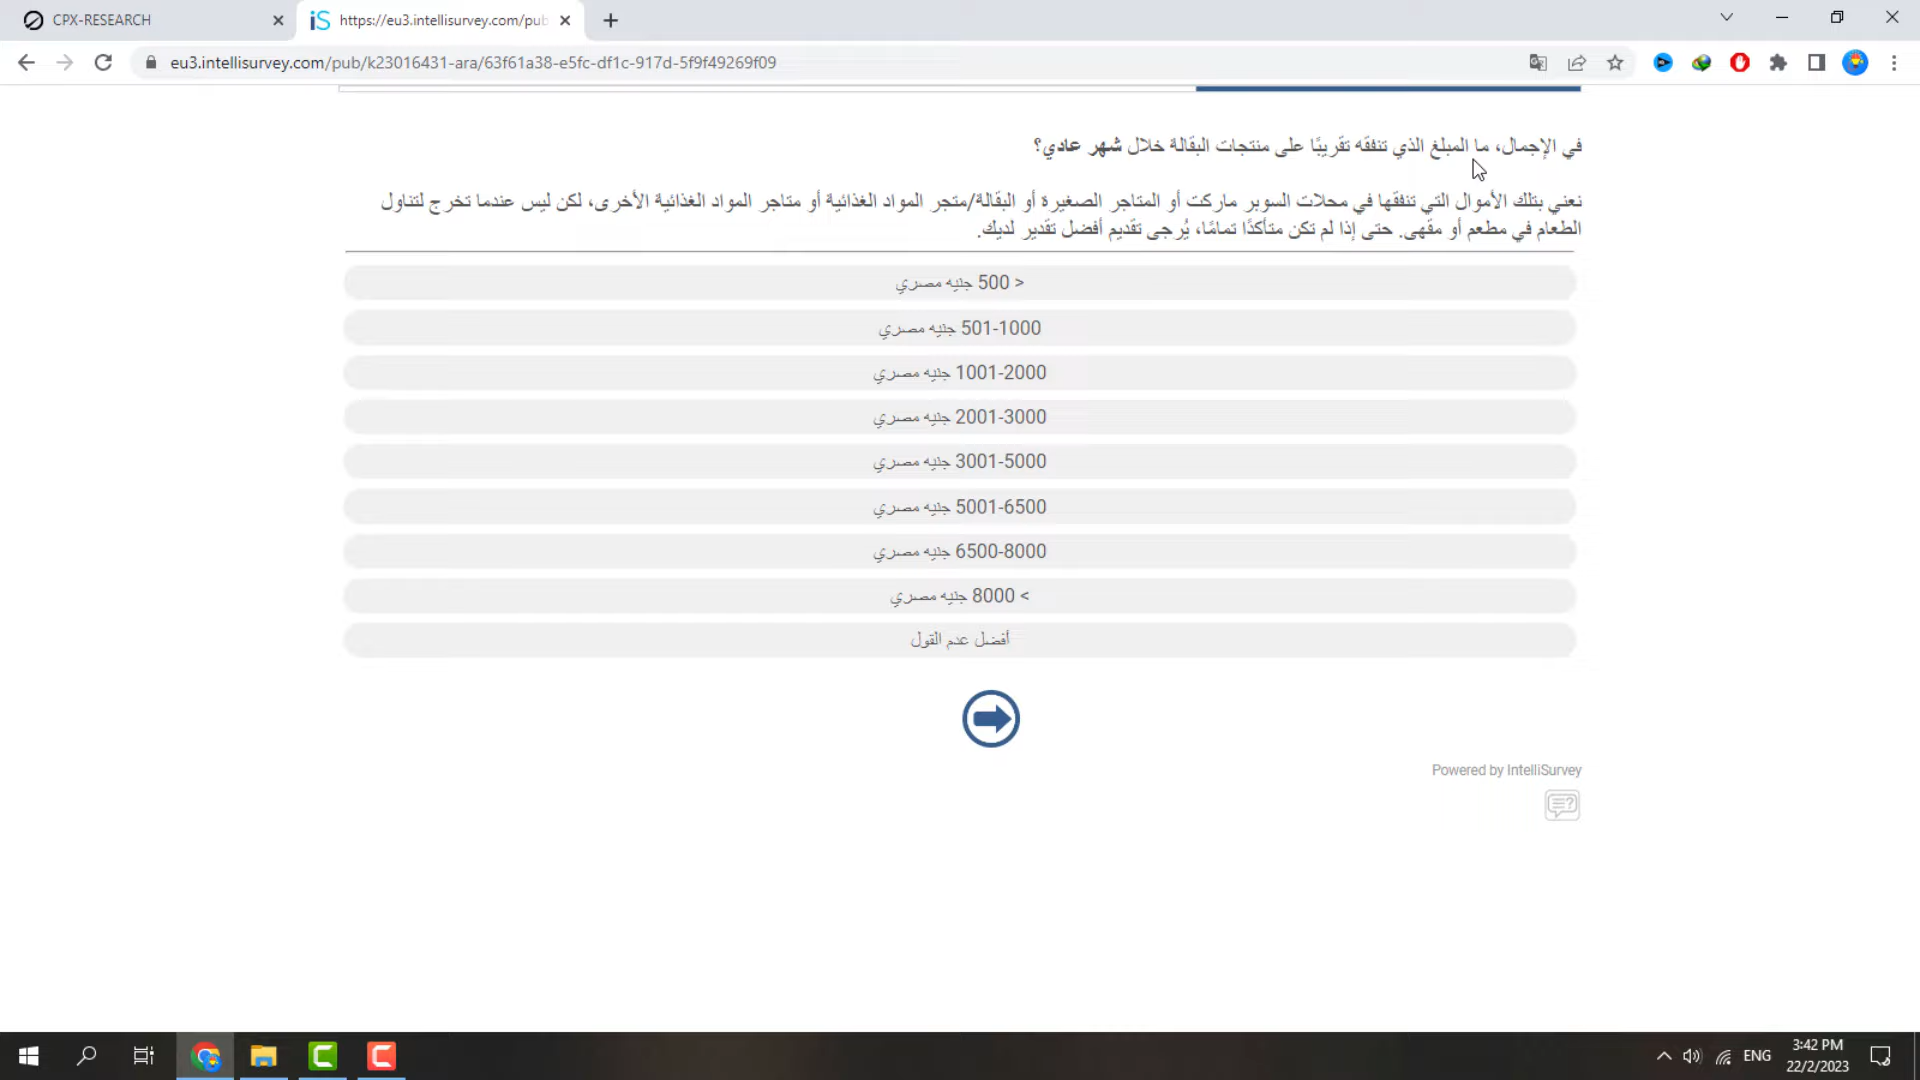 CPX-RESEARCH
https://eu3.intellisurvey.com/pub
eu3.intellisurvey.com/pub/k23016431-ara/63f61a38-e5fc-df1c-917d-5f9f49269f09
في الإجمال، ما المبلغ الذي تنفقه تقريبًا على منتجات البقالة خلال شهر عادي؟
نعني بتلك الأموال التي تنفقها في محلات السوبر ماركت أو المتاجر الصغيرة أو البقالة/متجر المواد الغذائية أو متاجر المواد الغذائية الأخرى، لكن ليس عندما تخرج لتناول
الطعام في مطعم أو مقهى. حتى إذا لم تكن متأكدًا تمامًا، يُرجى تقديم أفضل تقدير لديك.
< 500 جنيه مصري
501-1000 جنيه مصري
1001-2000 جنيه مصري
2001-3000 جنيه مصري
3001-5000 جنيه مصري
5001-6500 جنيه مصري
6500-8000 جنيه مصري
> 8000 جنيه مصري
أفضل عدم القول
Powered by IntelliSurvey
ENG
3:42 PM
22/2/2023